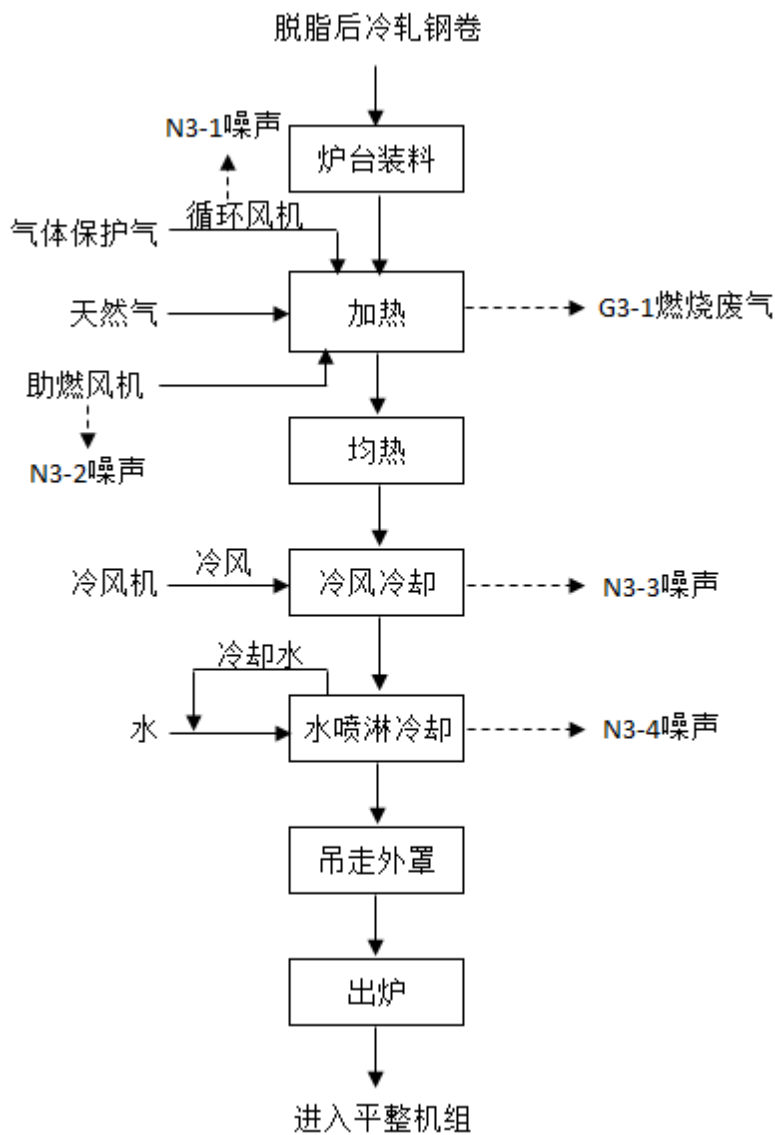 脱脂后冷轧钢卷
N3-1噪声
炉台装料
循环风机
气体保护气
加热
天然气
G3-1燃烧废气
助燃风机
均热
N3-2噪声
冷风
冷风机
冷风冷却
N3-3噪声
冷却水
水
水喷淋冷却
N3-4噪声
吊走外罩
出炉
进入平整机组